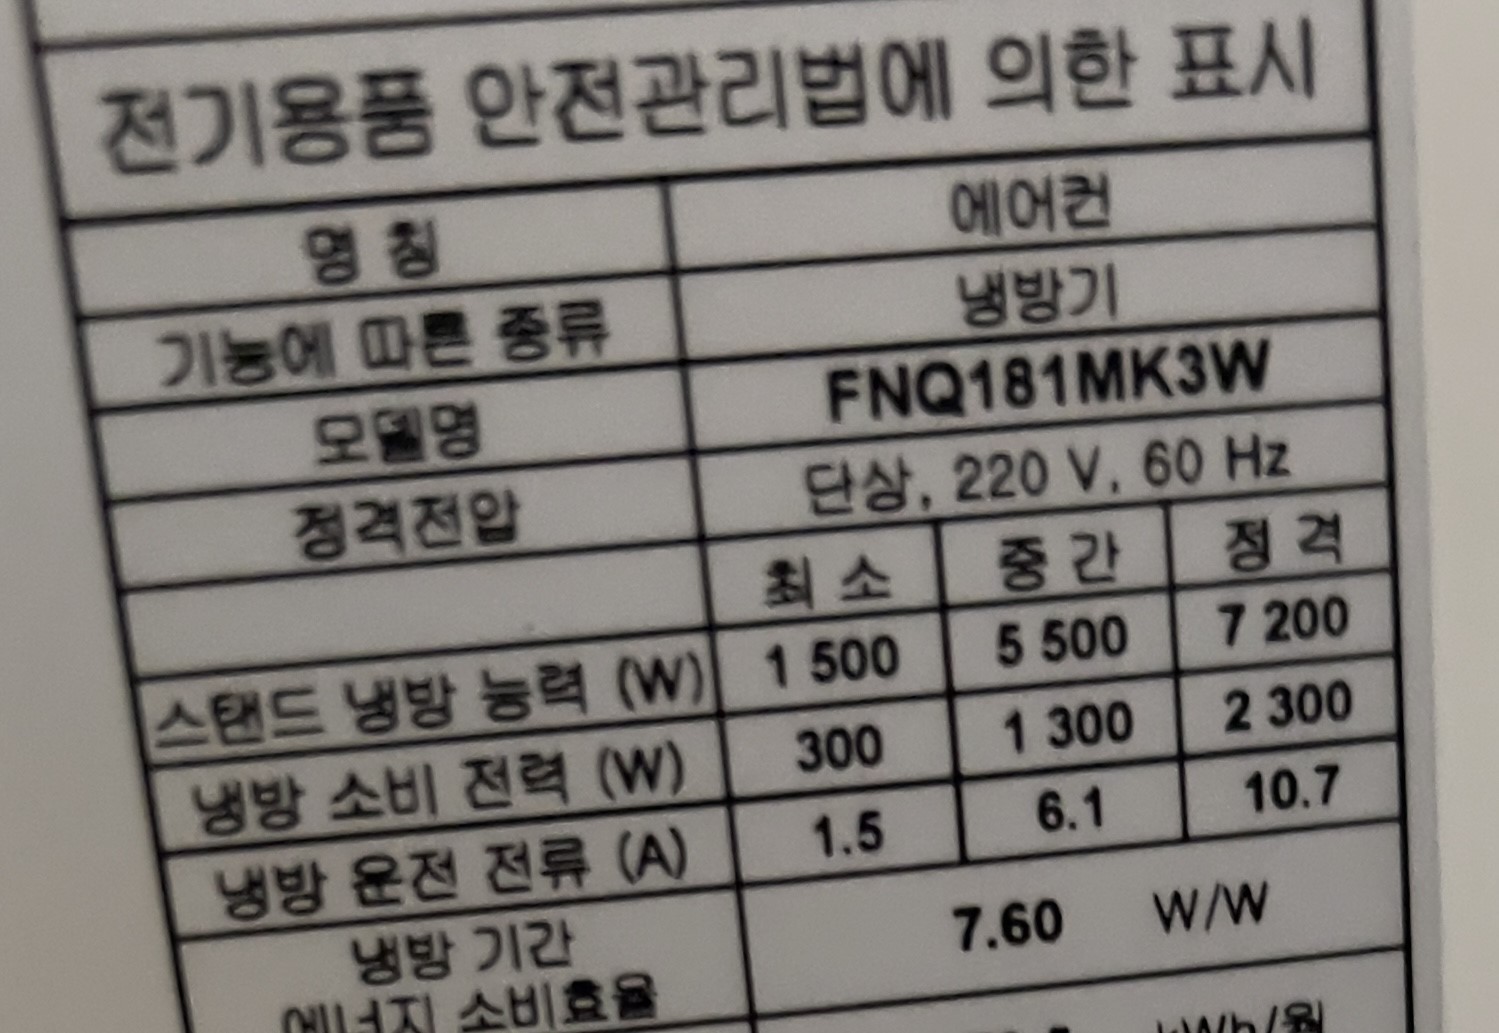 전기용품 안전관리법에 의한 표시
명 칭 에어컨
기능에 따른 종류 냉방기
모델명 FNQ181MK3W
정격전압 단상, 220 V, 60 Hz
최 소 중 간 정 격
스탠드 냉방 능력 (W) 1 500 5 500 7 200
냉방 소비 전력 (W) 300 1 300 2 300
냉방 운전 전류 (A) 1.5 6.1 10.7
냉방 기간
에너지 소비효율 7.60 W/W
kWh/월